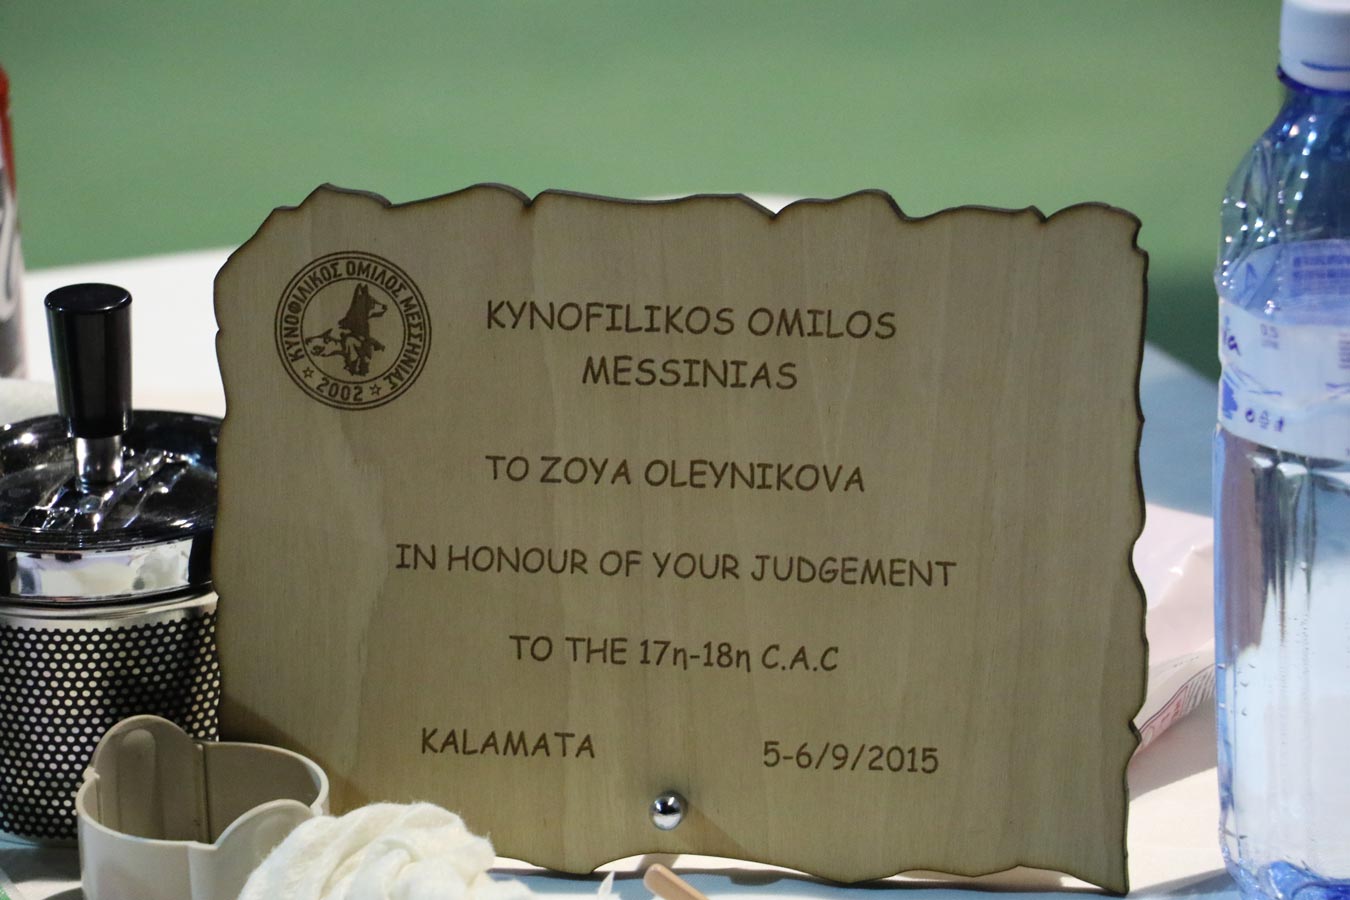 ΚΥΝΟΦΙΛΙΚΟΣ ΟΜΙΛΟΣ ΜΕΣΣΗΝΙΑΣ
2002
KYNOFILIKOS OMILOS
MESSINIAS
TO ZOYA OLEYNIKOVA
IN HONOUR OF YOUR JUDGEMENT
TO THE 17η-18η C.A.C
KALAMATA 5-6/9/2015